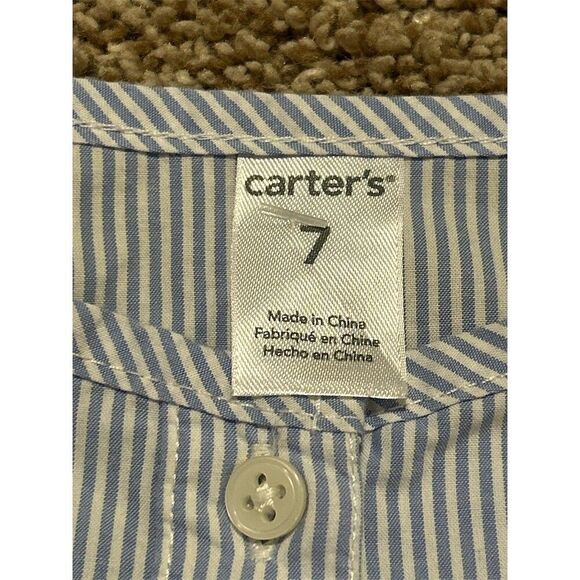 carter's
7
Made in China
Fabriqué en Chine
Hecho en China